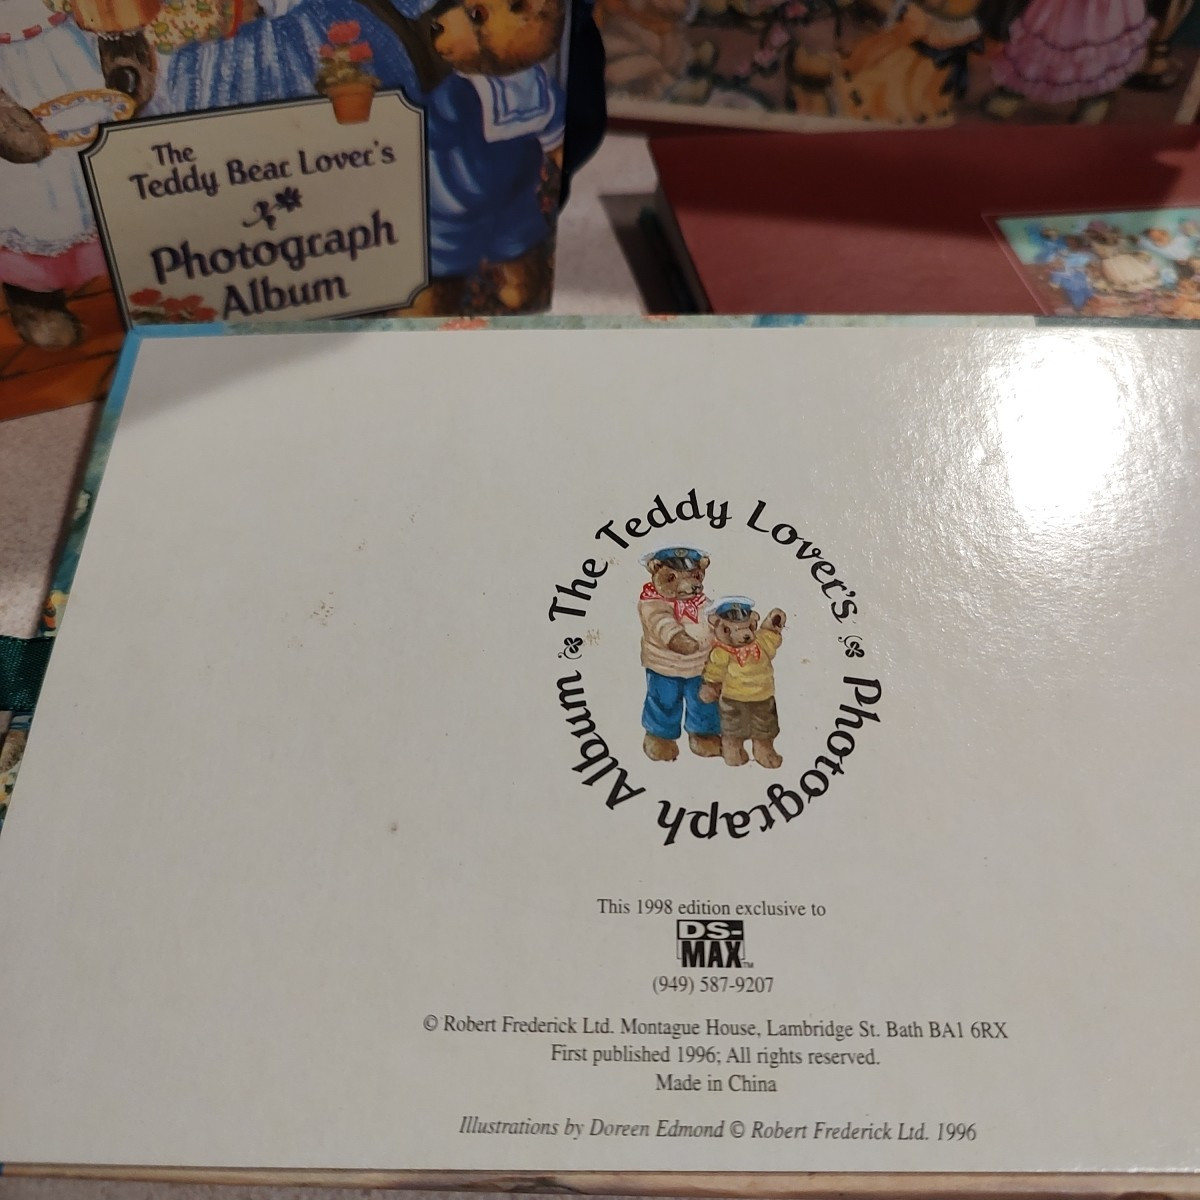 The
Teddy Bear Lover's
Photograph
Album
The Teddy Lover's Photograph Album
This 1998 edition exclusive to
DS-
MAX™
(949) 587-9207
© Robert Frederick Ltd. Montague House, Lambridge St. Bath BA1 6RX
First published 1996; All rights reserved.
Made in China
Illustrations by Doreen Edmond © Robert Frederick Ltd. 1996